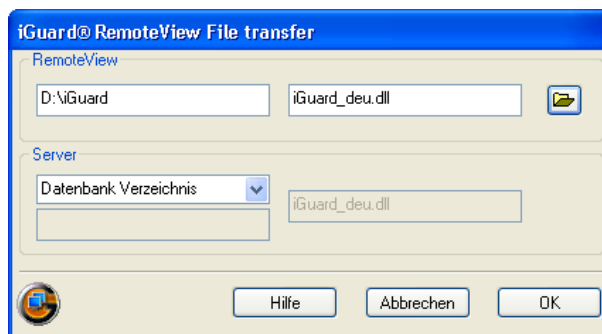 iGuard® RemoteView File transfer
RemoteView
D:\iGuard iGuard_deu.dll
Server
Datenbank Verzeichnis
iGuard_deu.dll
Hilfe Abbrechen OK